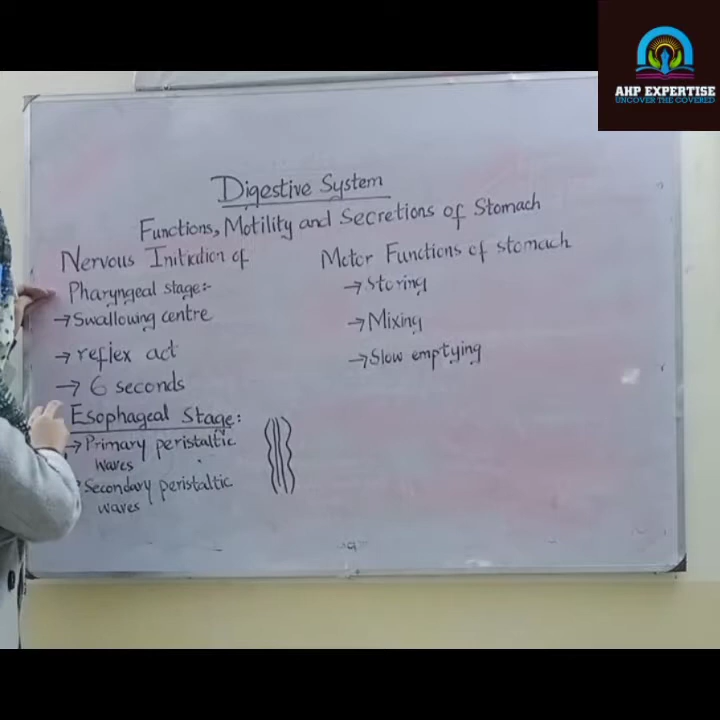 AHP EXPERTISE
UNCOVER THE COVERED
Digestive System
Functions, Motility and Secretions of Stomach
Nervous Initiation of
Pharyngeal stage:-
→ Swallowing centre
→ reflex act
→ 6 seconds
Esophageal Stage:
→ Primary peristaltic
waves
Secondary peristaltic
waves
Motor Functions of stomach
→ Storing
→ Mixing
→ Slow emptying